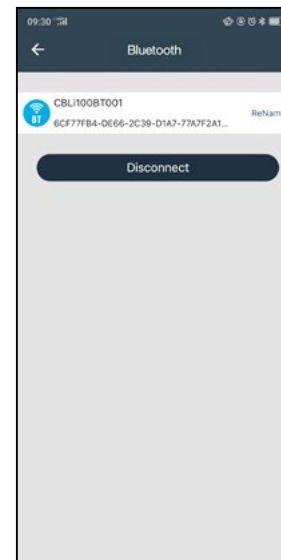 09:30
Bluetooth
CBLI100BT001
ReNam
6CF77FB4-DE66-2C39-D1A7-77A7F2A1...
BT
Disconnect